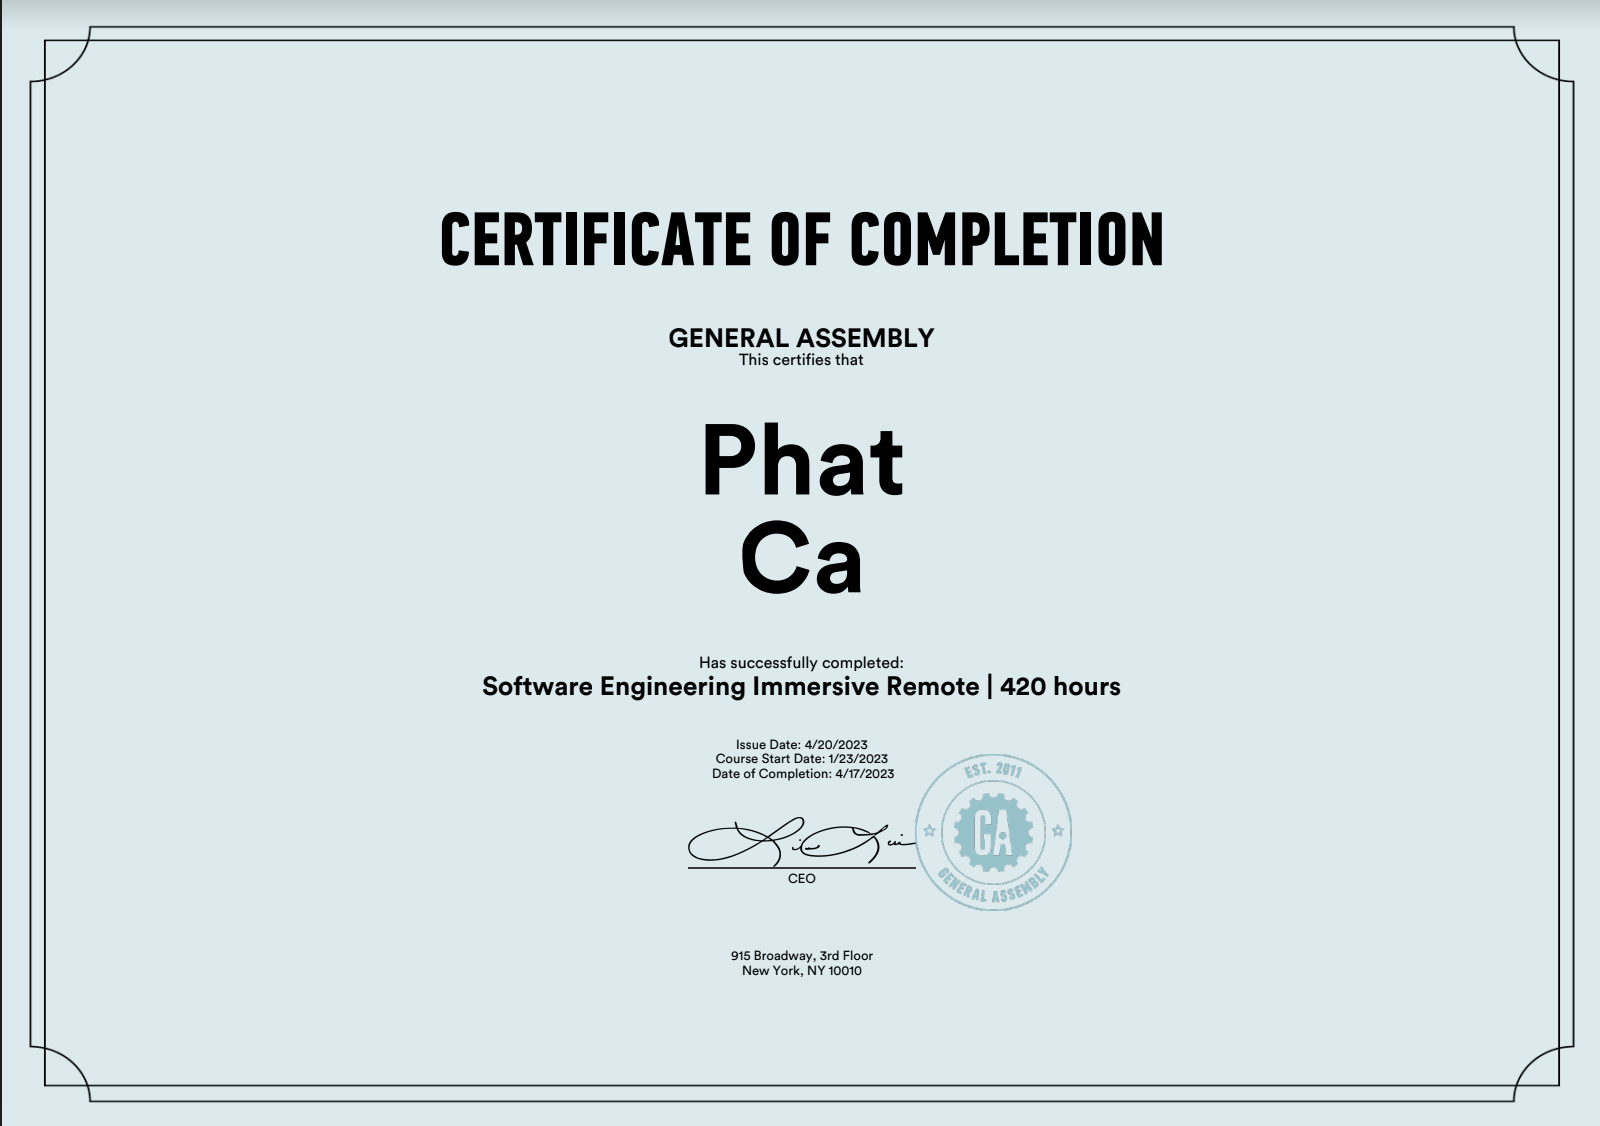 CERTIFICATE OF COMPLETION
GENERAL ASSEMBLY
This certifies that
Phat
Ca
Has successfully completed:
Software Engineering Immersive Remote | 420 hours
Issue Date: 4/20/2023
Course Start Date: 1/23/2023
Date of Completion: 4/17/2023
EST. 2011
GA
GENERAL ASSEMBLY
CEO
915 Broadway, 3rd Floor
New York, NY 10010